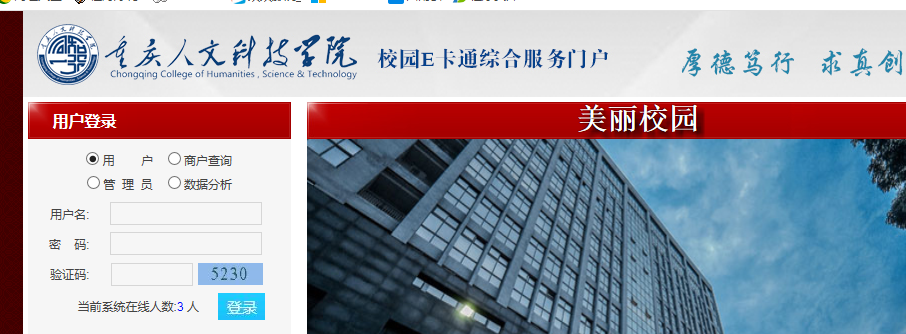 重庆人文科技学院
Chongqing College of Humanities , Science & Technology
校园E卡通综合服务门户
厚德笃行 求真创
用户登录
美丽校园
用 户 商户查询
管 理 员 数据分析
用户名:
密 码:
验证码: 5230
当前系统在线人数:3 人 登录